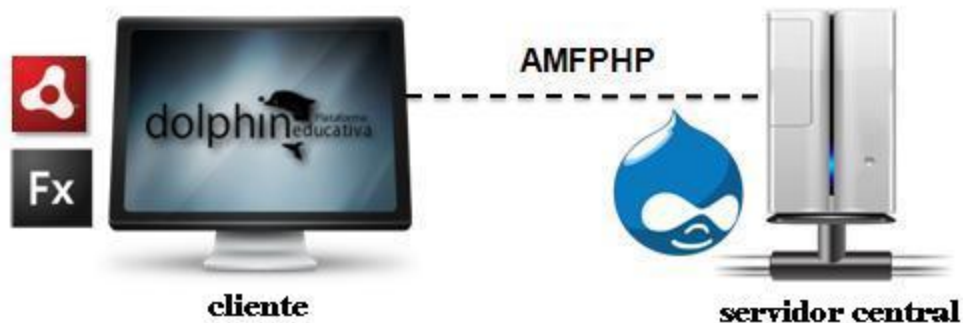 AMFPHP
dolphin
Plataforma
educativa
Fx
cliente
servidor central